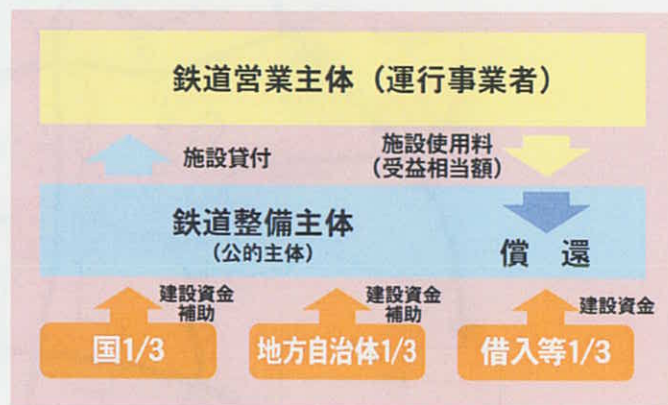 鉄道営業主体（運行事業者）
施設貸付
施設使用料
（受益相当額）
鉄道整備主体
（公的主体）
償　還
建設資金
補助
建設資金
補助
建設資金
国1/3
地方自治体1/3
借入等1/3